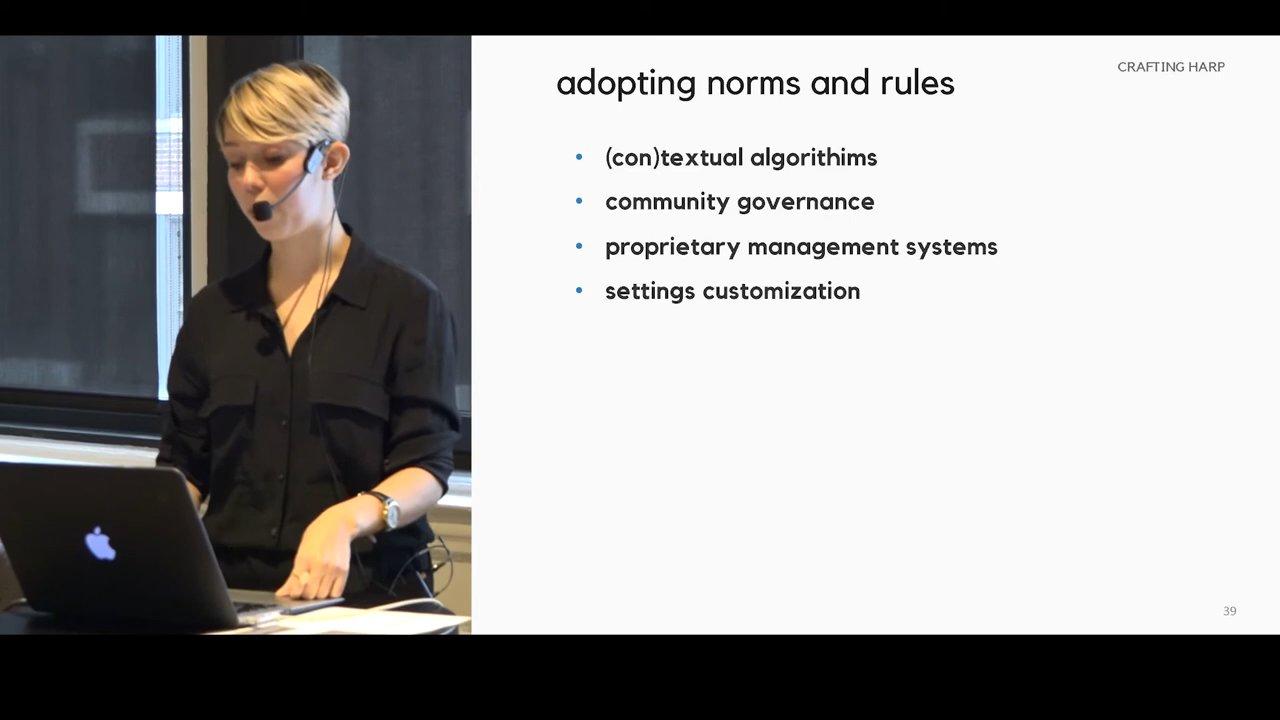 CRAFTING HARP
adopting norms and rules
• (con)textual algorithims
• community governance
• proprietary management systems
• settings customization
39